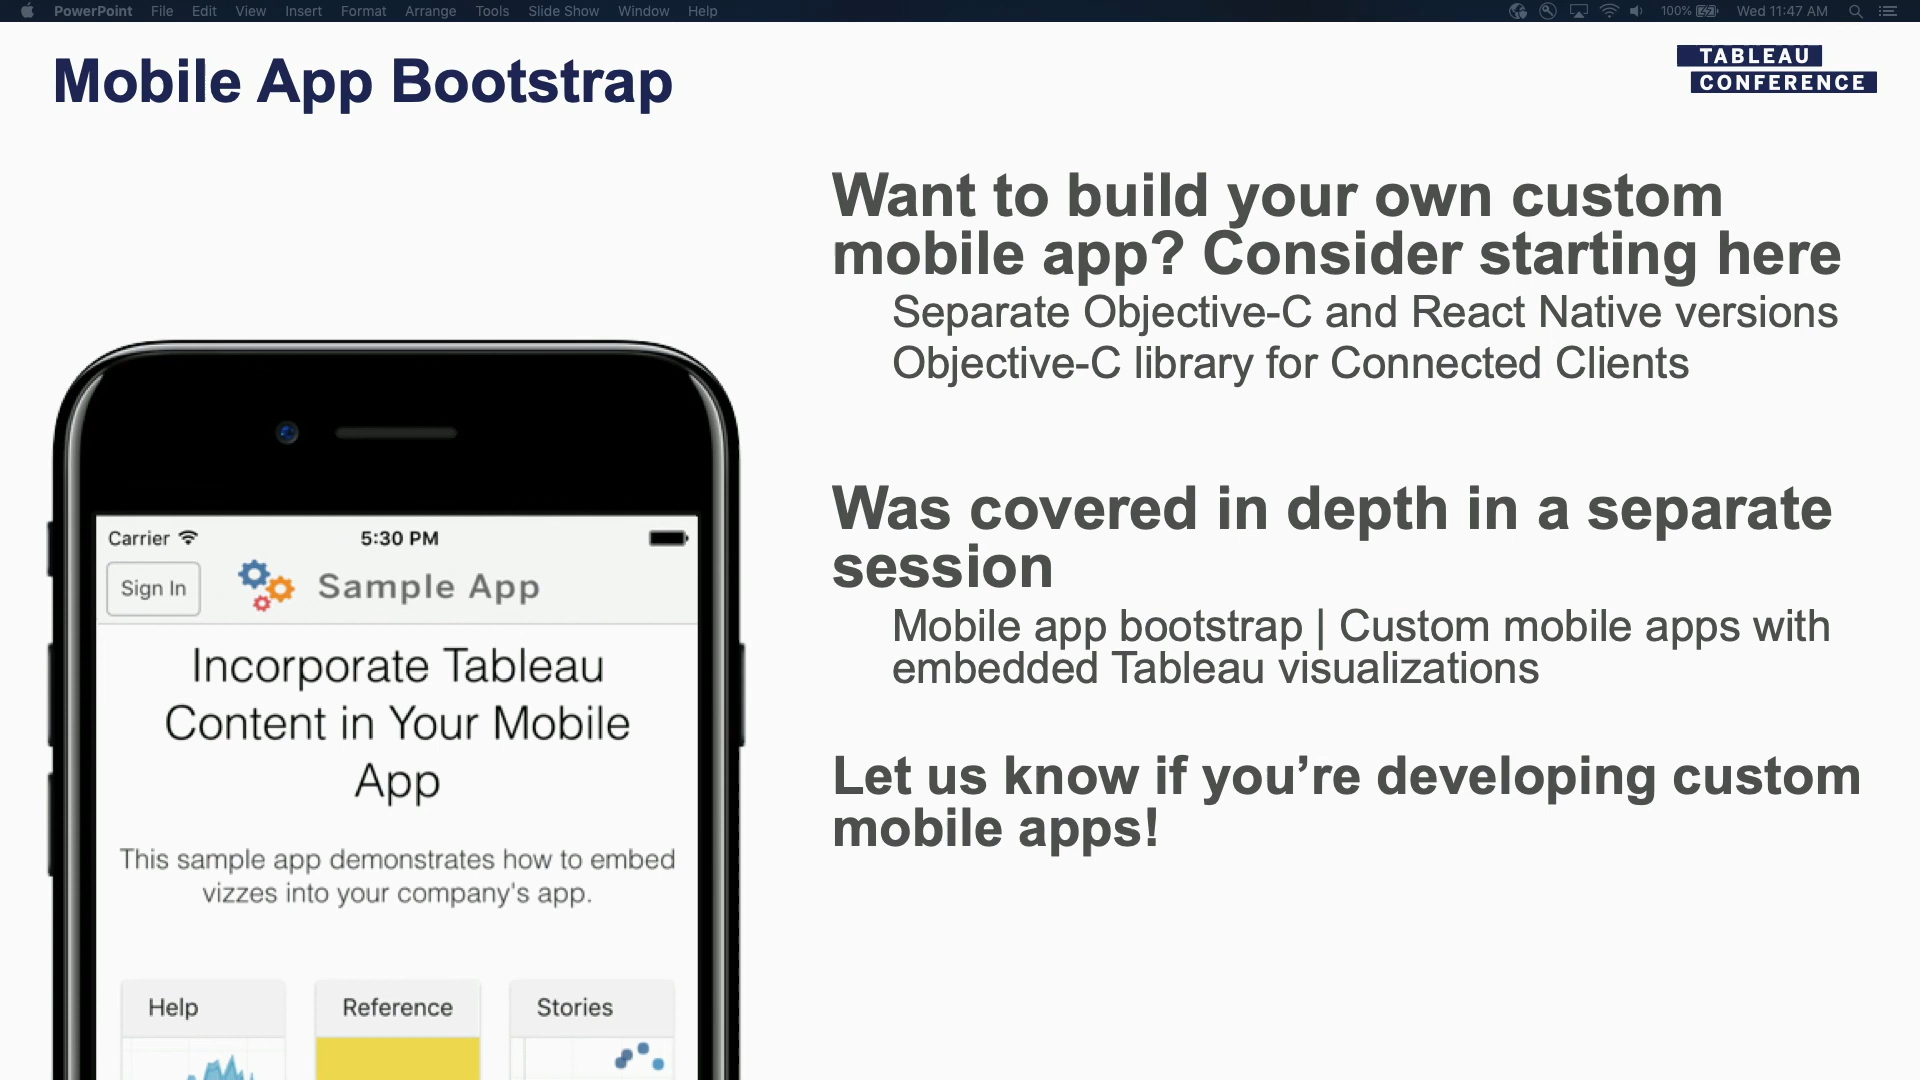 PowerPoint File Edit View Insert Format Arrange Tools Slide Show Window Help 100% Wed 11:47 AM
Mobile App Bootstrap
TABLEAU
CONFERENCE
Want to build your own custom
mobile app? Consider starting here
Separate Objective-C and React Native versions
Objective-C library for Connected Clients
Was covered in depth in a separate
session
Mobile app bootstrap | Custom mobile apps with
embedded Tableau visualizations
Let us know if you’re developing custom
mobile apps!
Carrier 5:30 PM
Sign In Sample App
Incorporate Tableau
Content in Your Mobile
App
This sample app demonstrates how to embed
vizzes into your company's app.
Help Reference Stories